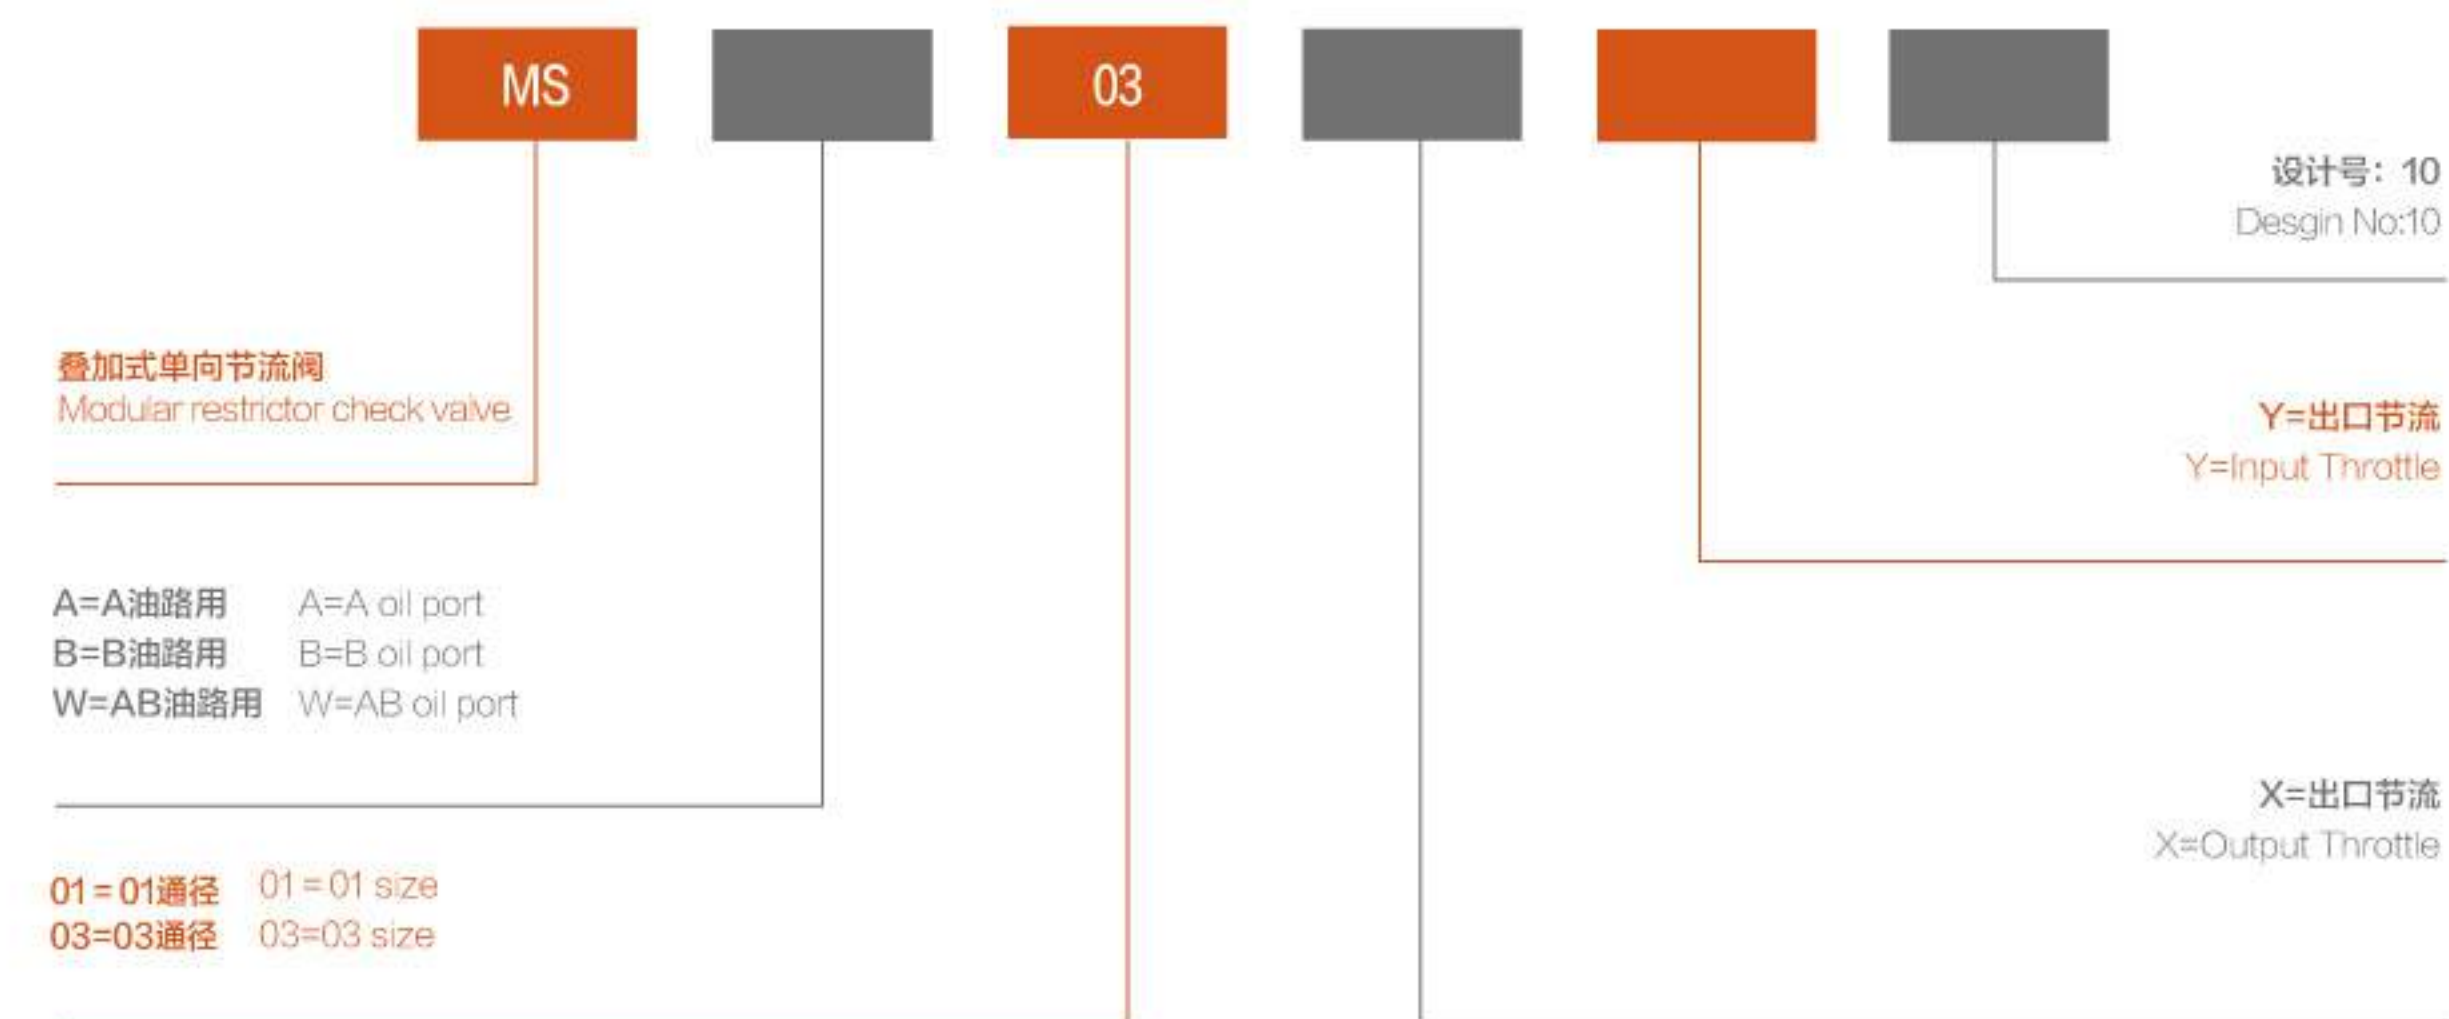 MS
03
设计号：10
Desgin No:10
叠加式单向节流阀
Modular restrictor check valve
Y=出口节流
Y=Input Throttle
A=A油路用 A=A oil port
B=B油路用 B=B oil port
W=AB油路用 W=AB oil port
X=出口节流
X=Output Throttle
01 = 01通径 01 = 01 size
03=03通径 03=03 size